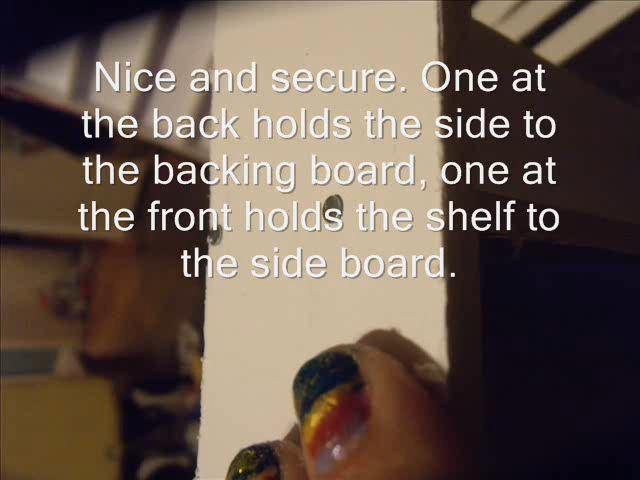 Nice and secure. One at
the back holds the side to
the backing board, one at
the front holds the shelf to
the side board.